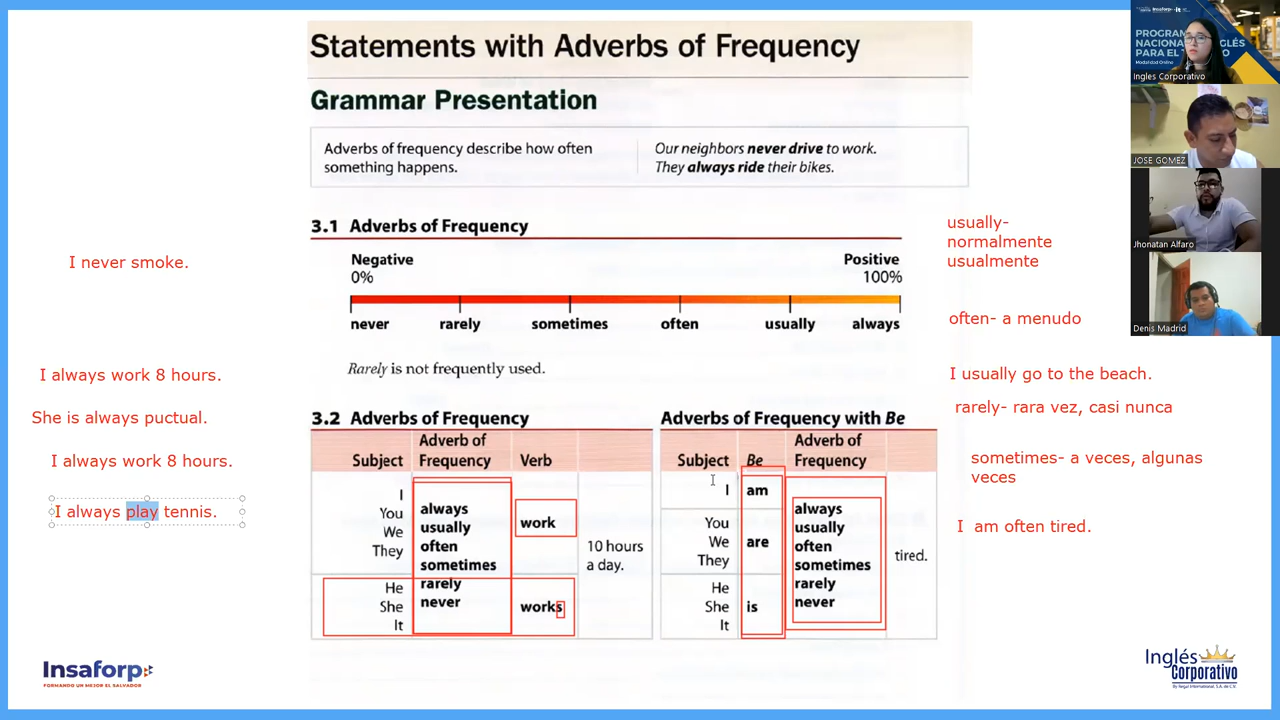 Statements with Adverbs of Frequency
Grammar Presentation
Adverbs of frequency describe how often
something happens.
Our neighbors never drive to work.
They always ride their bikes.
3.1 Adverbs of Frequency
Negative
0%
Positive
100%
never rarely sometimes often usually always
Rarely is not frequently used.
I never smoke.
I always work 8 hours.
She is always puctual.
I always work 8 hours.
I always play tennis.
3.2 Adverbs of Frequency
Subject
Adverb of
Frequency
Verb
I
You
We
They
He
She
It
always
usually
often
sometimes
rarely
never
work
works
10 hours
a day.
Adverbs of Frequency with Be
Subject
Be
Adverb of
Frequency
I
You
We
They
He
She
It
am
are
is
always
usually
often
sometimes
rarely
never
tired.
usually-
normalmente
usualmente
often- a menudo
I usually go to the beach.
rarely- rara vez, casi nunca
sometimes- a veces, algunas
veces
I am often tired.
Insaforp
PROGRAM
NACIONAL INGLÉS
PARA EL T
Modalidad Online
Ingles Corporativo
JOSE GOMEZ
Jhonatan Alfaro
Denis Madrid
Insaforp
FORMANDO UN MEJOR EL SALVADOR
Inglés
Corporativo